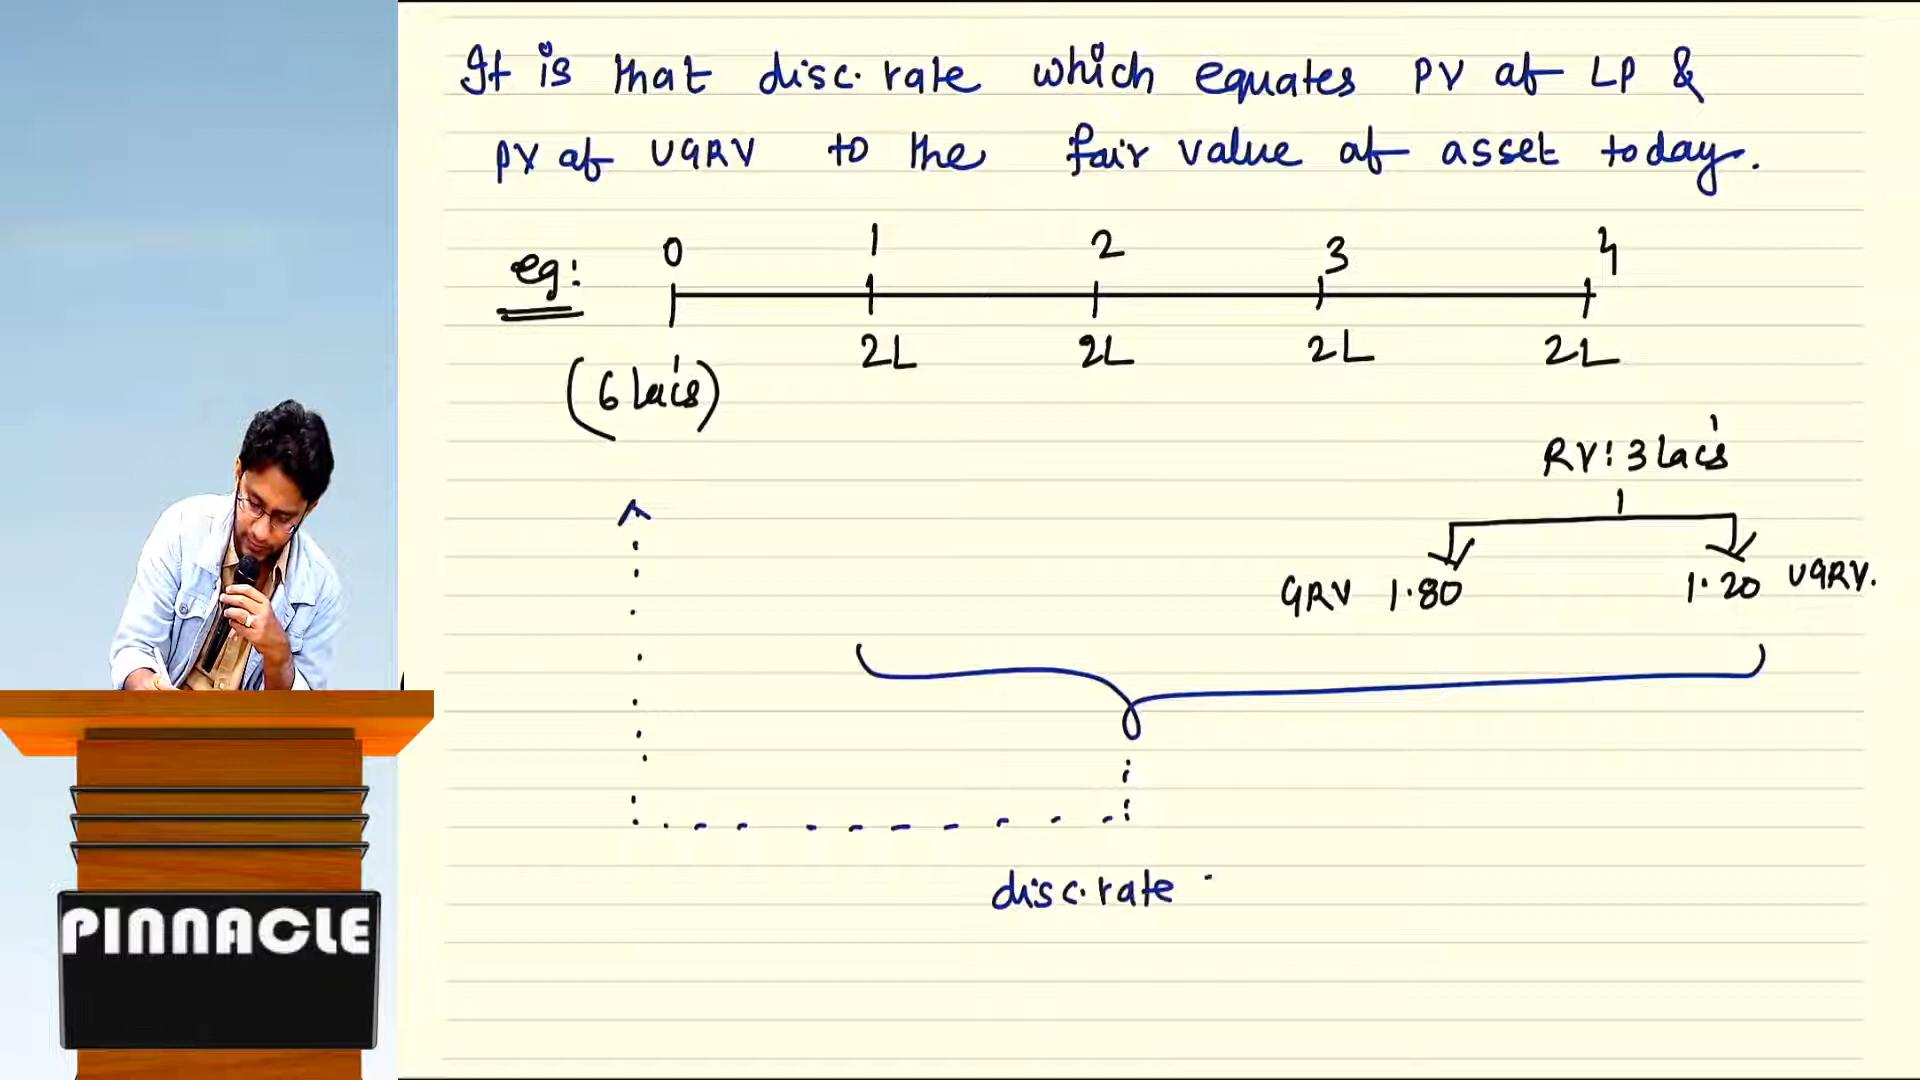 It is that disc. rate which equates PV of LP &
PV of UGRV to the fair value of asset today.
eg: 0 1 2 3 4
2L 2L 2L 2L
(6 lacs)
RV: 3 lacs
GRV 1.80 1.20 UGRV.
disc. rate
PINNACLE